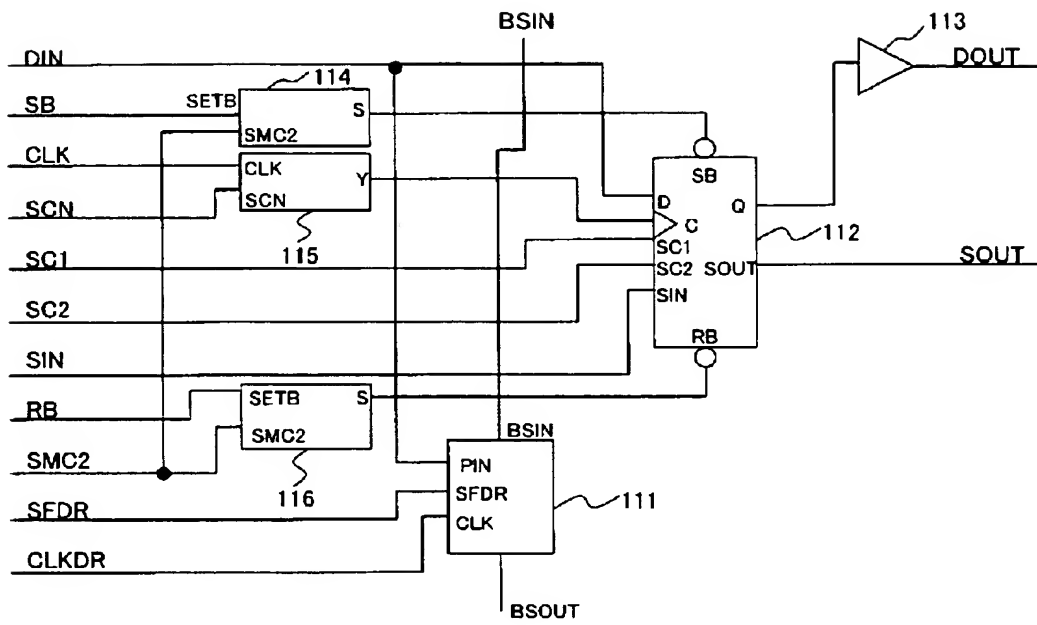 BSIN
113
DIN
DOUT
114
SB
SETB
S
SMC2
CLK
CLK
Y
SCN
SCN
115
SB
D
Q
C
112
SC1
SC1
SC2
SOUT
SOUT
SC2
SIN
SIN
RB
RB
SETB
S
SMC2
SMC2
116
BSIN
PIN
SFDR
SFDR
CLK
111
CLKDR
BSOUT